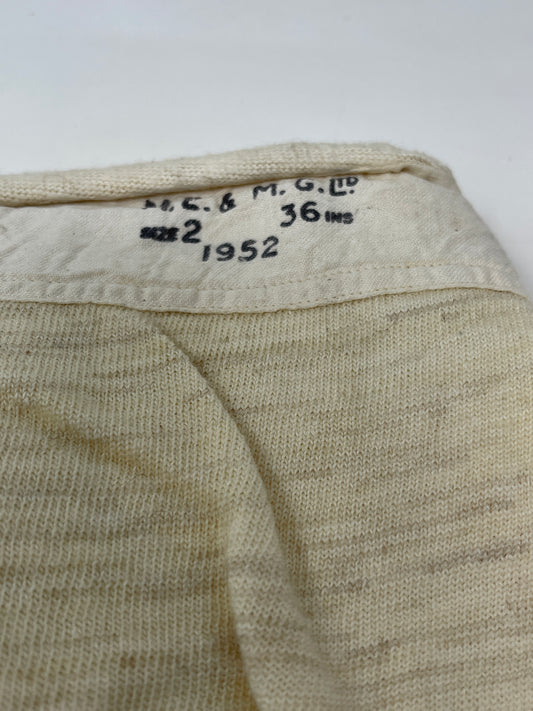 & M. G. LTD
SIZE 2 36 INS
1952